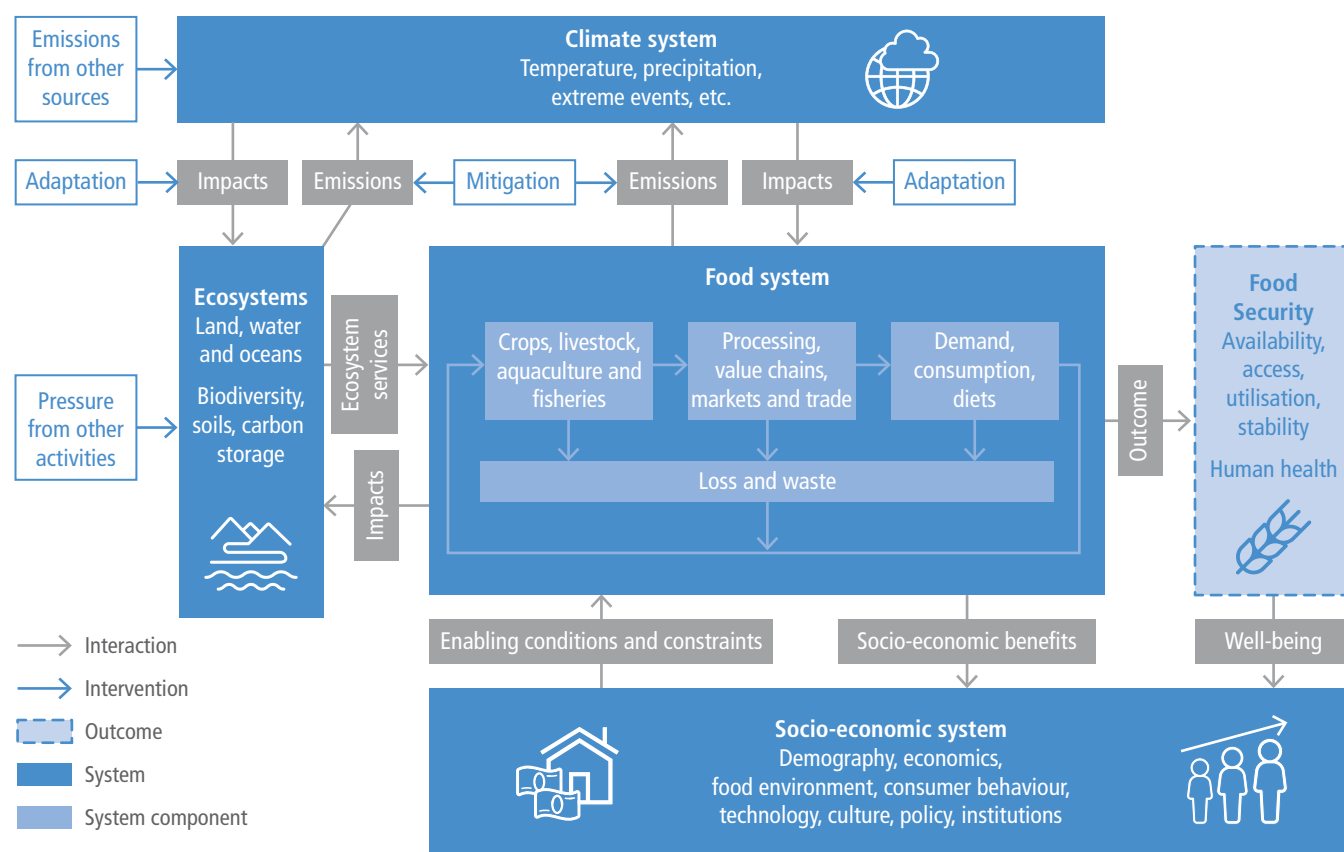 Emissions
from other
sources
Climate system
Temperature, precipitation,
extreme events, etc.
Adaptation
Impacts
Emissions
Mitigation
Emissions
Impacts
Adaptation
Pressure
from other
activities
Ecosystems
Land, water
and oceans
Biodiversity,
soils, carbon
storage
Ecosystem
services
Impacts
Food system
Crops, livestock,
aquaculture and
fisheries
Processing,
value chains,
markets and trade
Demand,
consumption,
diets
Loss and waste
Outcome
Food
Security
Availability,
access,
utilisation,
stability
Human health
Enabling conditions and constraints
Socio-economic benefits
Well-being
Socio-economic system
Demography, economics,
food environment, consumer behaviour,
technology, culture, policy, institutions
Interaction
Intervention
Outcome
System
System component